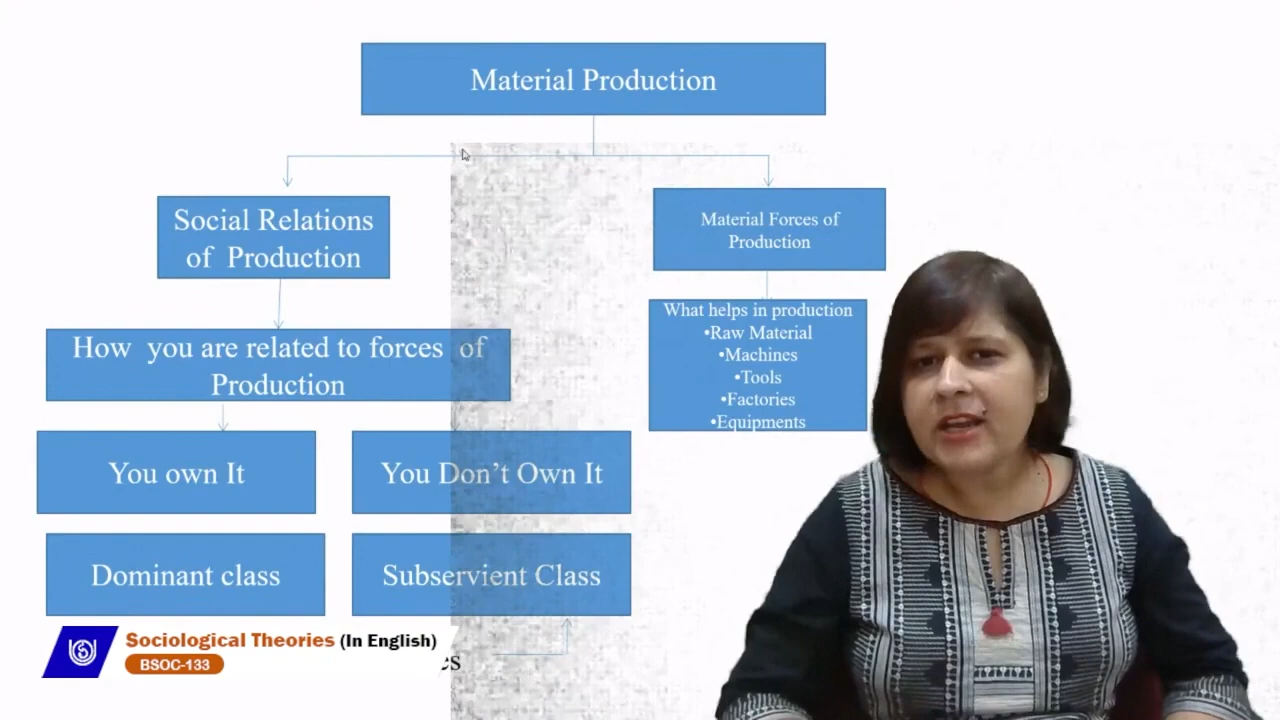 Material Production
Social Relations
of Production
Material Forces of
Production
How you are related to forces of
Production
What helps in production
•Raw Material
•Machines
•Tools
•Factories
•Equipments
You own It
You Don’t Own It
Dominant class
Subservient Class
Sociological Theories (In English)
BSOC-133